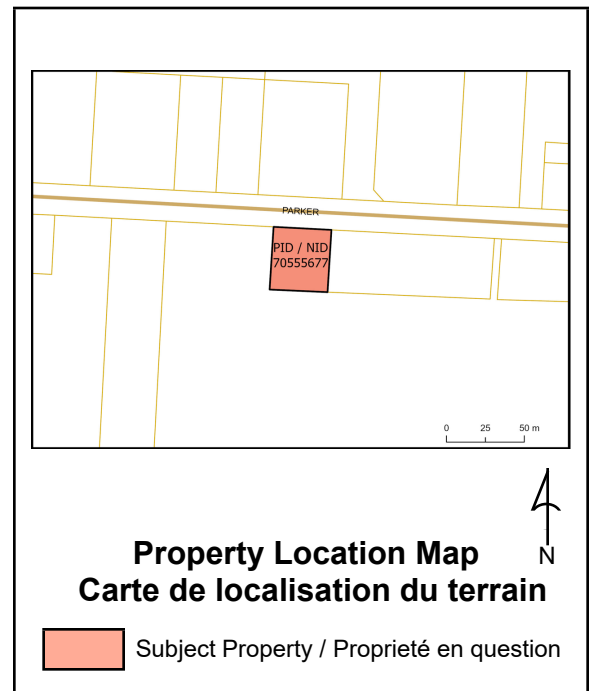 PARKER
PID / NID
70555677
0 25 50 m
N
Property Location Map
Carte de localisation du terrain
Subject Property / Proprieté en question